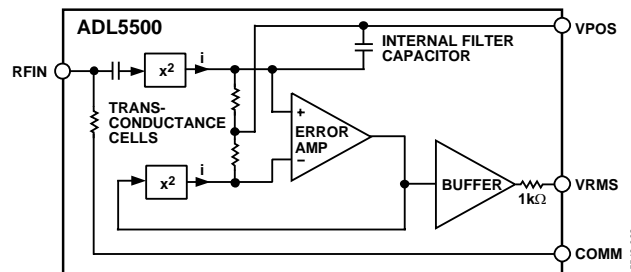 ADL5500
INTERNAL FILTER
CAPACITOR
VPOS
RFIN
x²
i
TRANS-
CONDUCTANCE
CELLS
+
ERROR
AMP
−
x²
i
BUFFER
1kΩ
VRMS
COMM